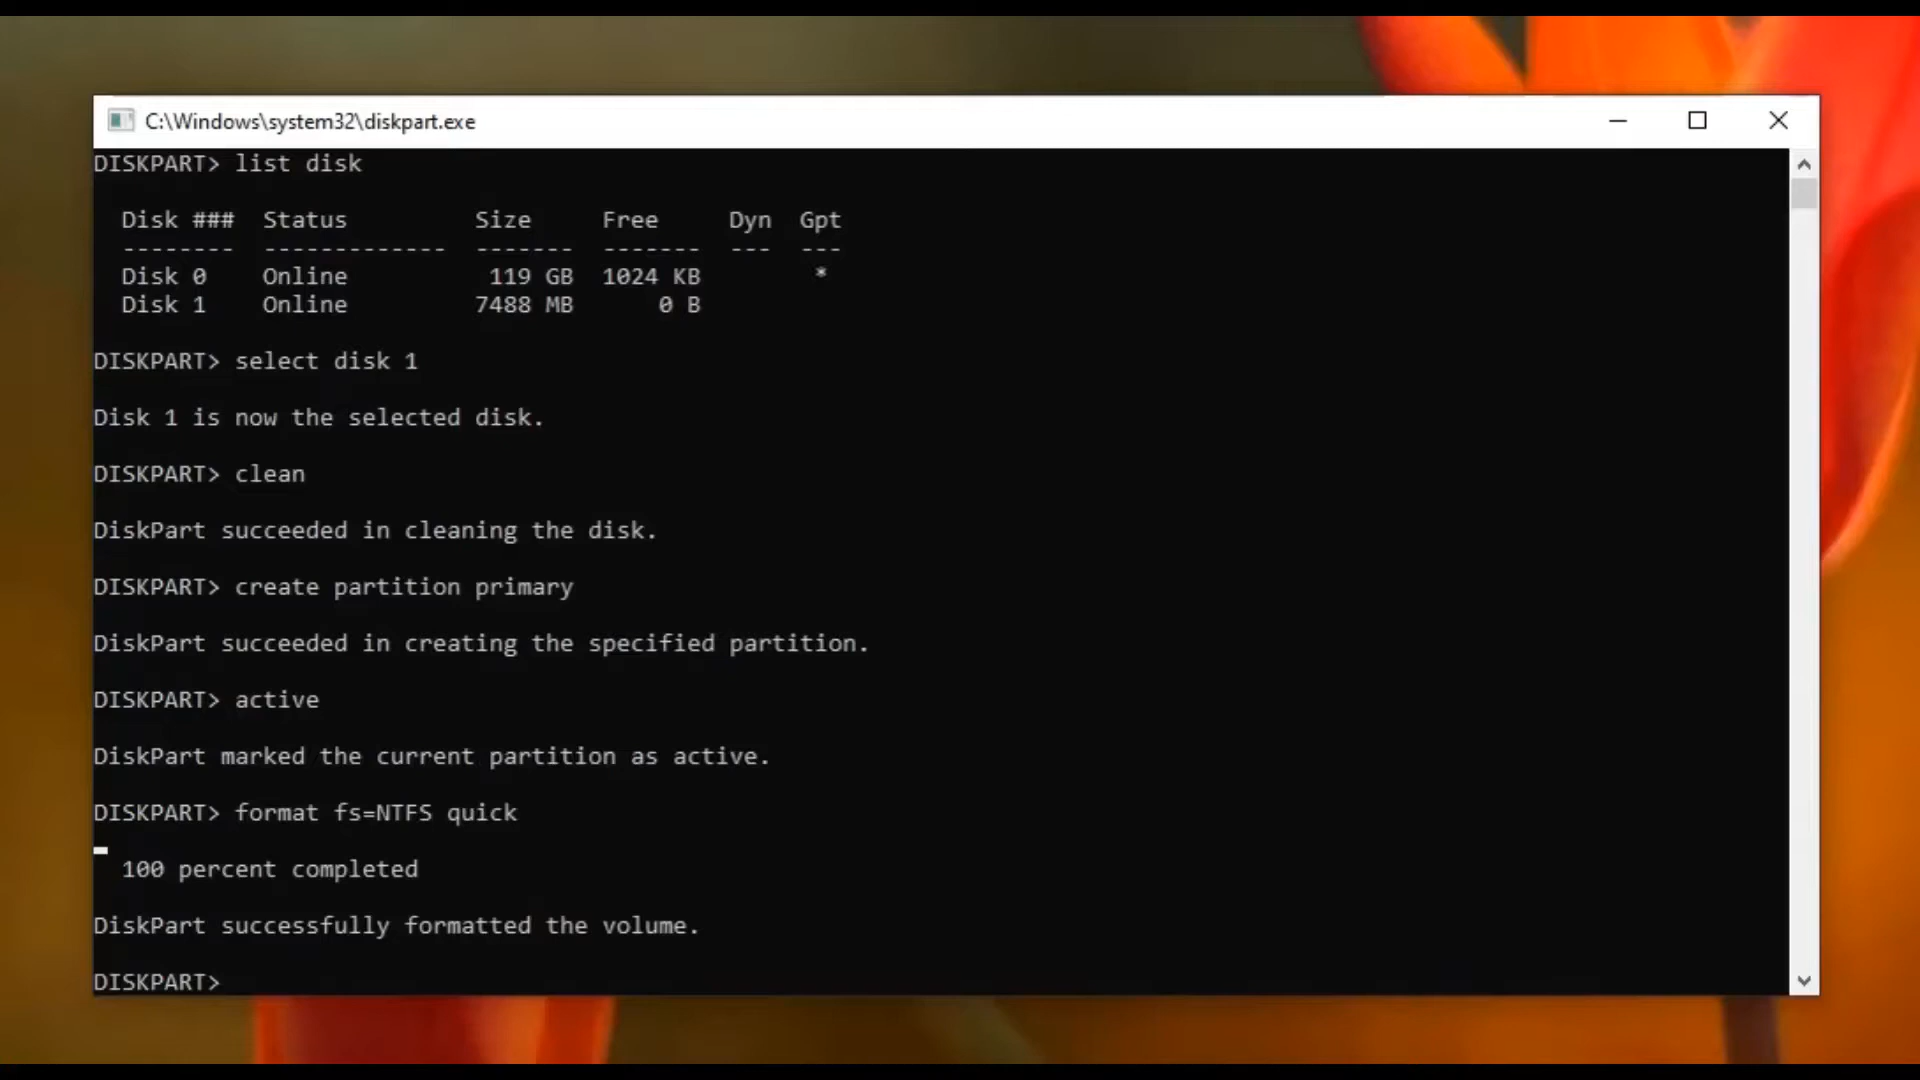 C:\Windows\system32\diskpart.exe
DISKPART> list disk
Disk ###  Status         Size     Free     Dyn  Gpt
--------  -------------  -------  -------  ---  ---
Disk 0    Online          119 GB  1024 KB        *
Disk 1    Online         7488 MB      0 B
DISKPART> select disk 1
Disk 1 is now the selected disk.
DISKPART> clean
DiskPart succeeded in cleaning the disk.
DISKPART> create partition primary
DiskPart succeeded in creating the specified partition.
DISKPART> active
DiskPart marked the current partition as active.
DISKPART> format fs=NTFS quick
100 percent completed
DiskPart successfully formatted the volume.
DISKPART>